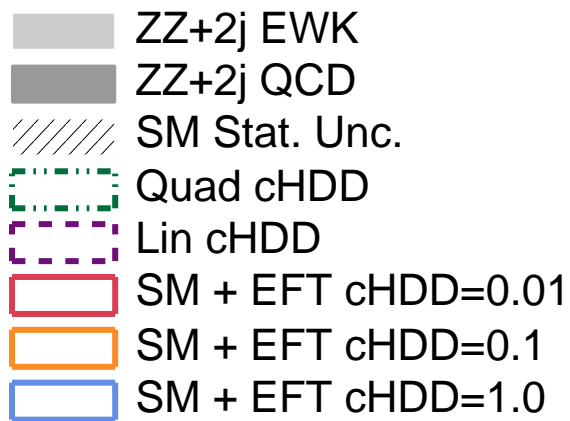 ZZ+2j EWK
ZZ+2j QCD
SM Stat. Unc.
Quad cHDD
Lin cHDD
SM + EFT cHDD=0.01
SM + EFT cHDD=0.1
SM + EFT cHDD=1.0